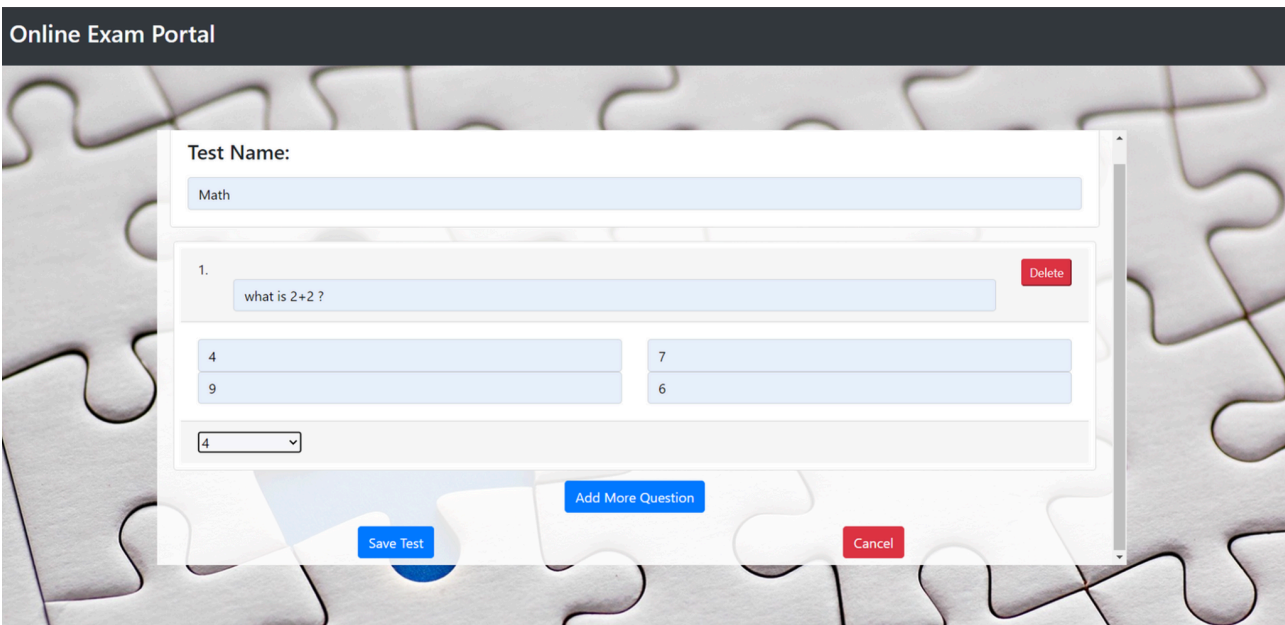 Online Exam Portal
Test Name:
Math
1.
Delete
what is 2+2 ?
4 7
9 6
4
Add More Question
Save Test Cancel